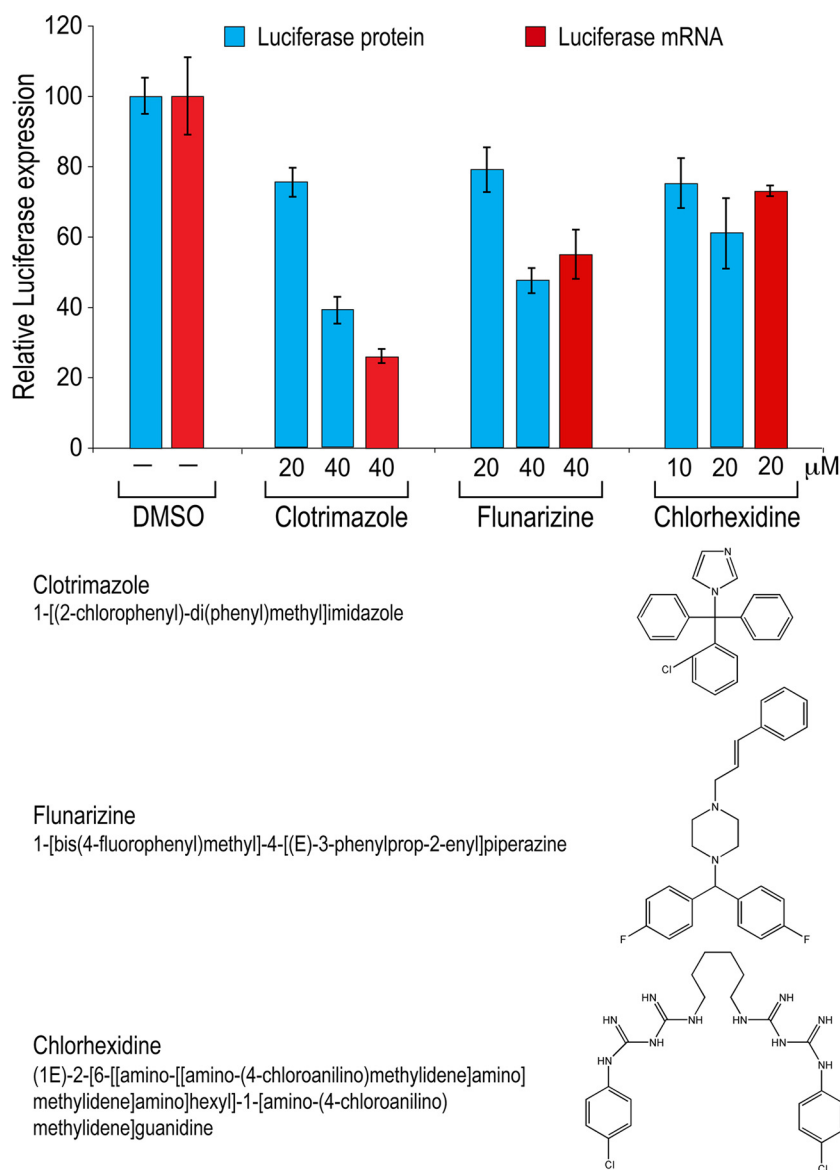 120
Luciferase protein
Luciferase mRNA
100
80
60
40
20
0
Relative Luciferase expression
– – 20 40 40 20 40 40 10 20 20 μM
DMSO Clotrimazole Flunarizine Chlorhexidine
Clotrimazole
1-[(2-chlorophenyl)-di(phenyl)methyl]imidazole
N
N
Cl
Flunarizine
1-[bis(4-fluorophenyl)methyl]-4-[(E)-3-phenylprop-2-enyl]piperazine
N
N
F F
Chlorhexidine
(1E)-2-[6-[[amino-[[amino-(4-chloroanilino)methylidene]amino]
methylidene]amino]hexyl]-1-[amino-(4-chloroanilino)
methylidene]guanidine
NH NH NH NH
NH HN
HN NH NH NH
Cl Cl